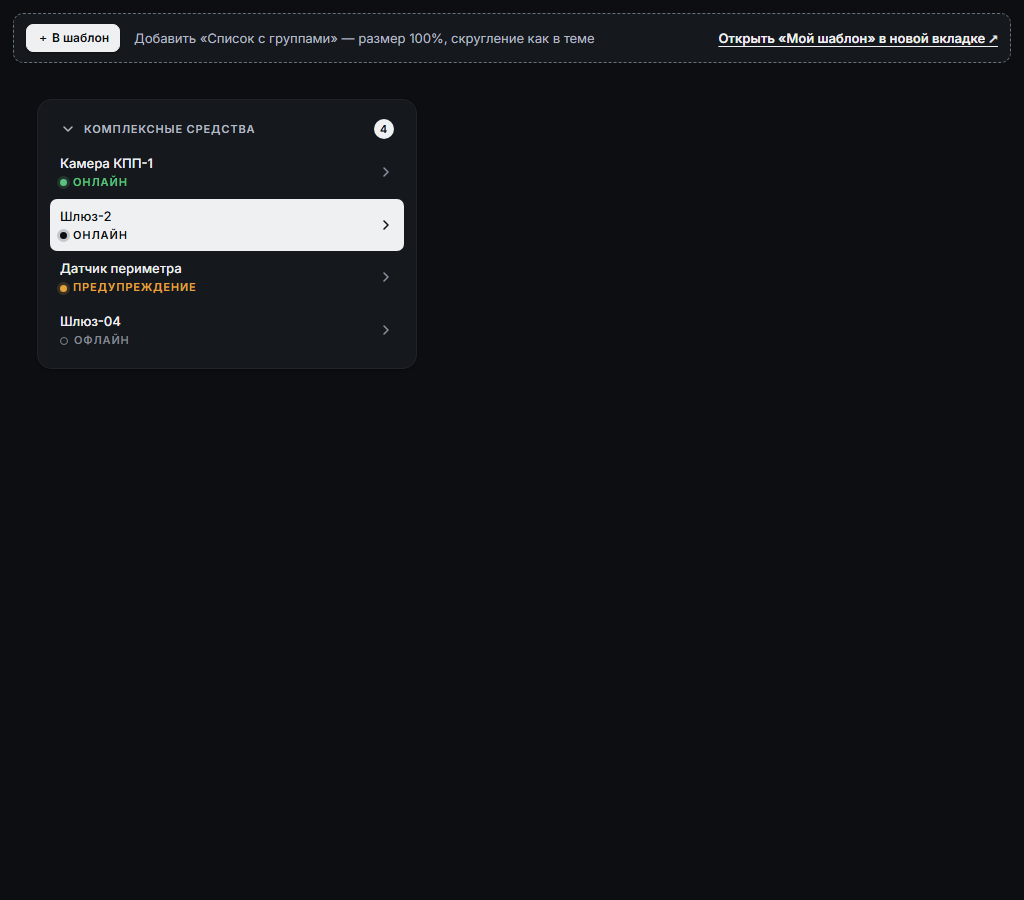 + В шаблон
Добавить «Список с группами» — размер 100%, скругление как в теме
Открыть «Мой шаблон» в новой вкладке ↗
КОМПЛЕКСНЫЕ СРЕДСТВА 4
Камера КПП-1
ОНЛАЙН
Шлюз-2
ОНЛАЙН
Датчик периметра
ПРЕДУПРЕЖДЕНИЕ
Шлюз-04
ОФЛАЙН